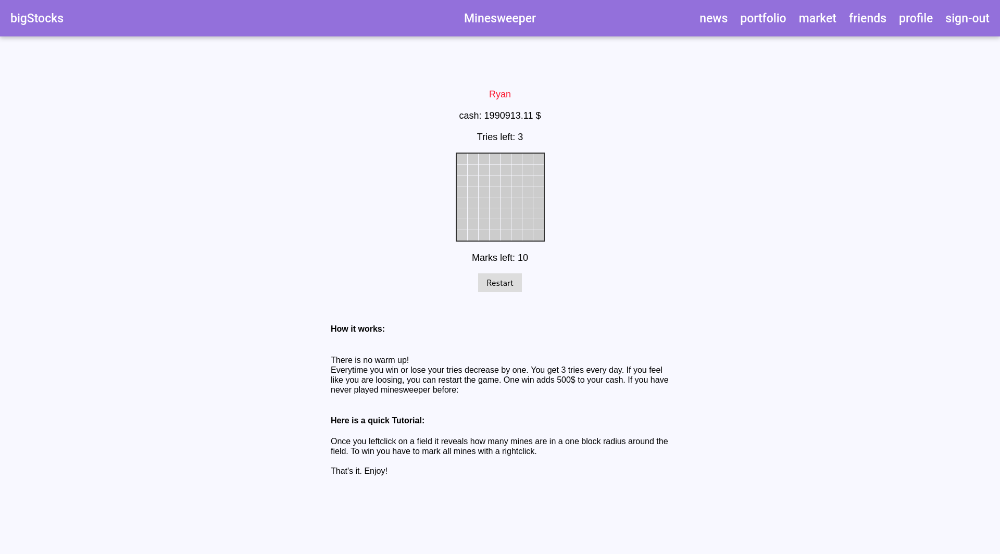 bigStocks
Minesweeper
news portfolio market friends profile sign-out
Ryan
cash: 1990913.11 $
Tries left: 3
Marks left: 10
Restart
How it works:
There is no warm up!
Everytime you win or lose your tries decrease by one. You get 3 tries every day. If you feel
like you are loosing, you can restart the game. One win adds 500$ to your cash. If you have
never played minesweeper before:
Here is a quick Tutorial:
Once you leftclick on a field it reveals how many mines are in a one block radius around the
field. To win you have to mark all mines with a rightclick.
That's it. Enjoy!